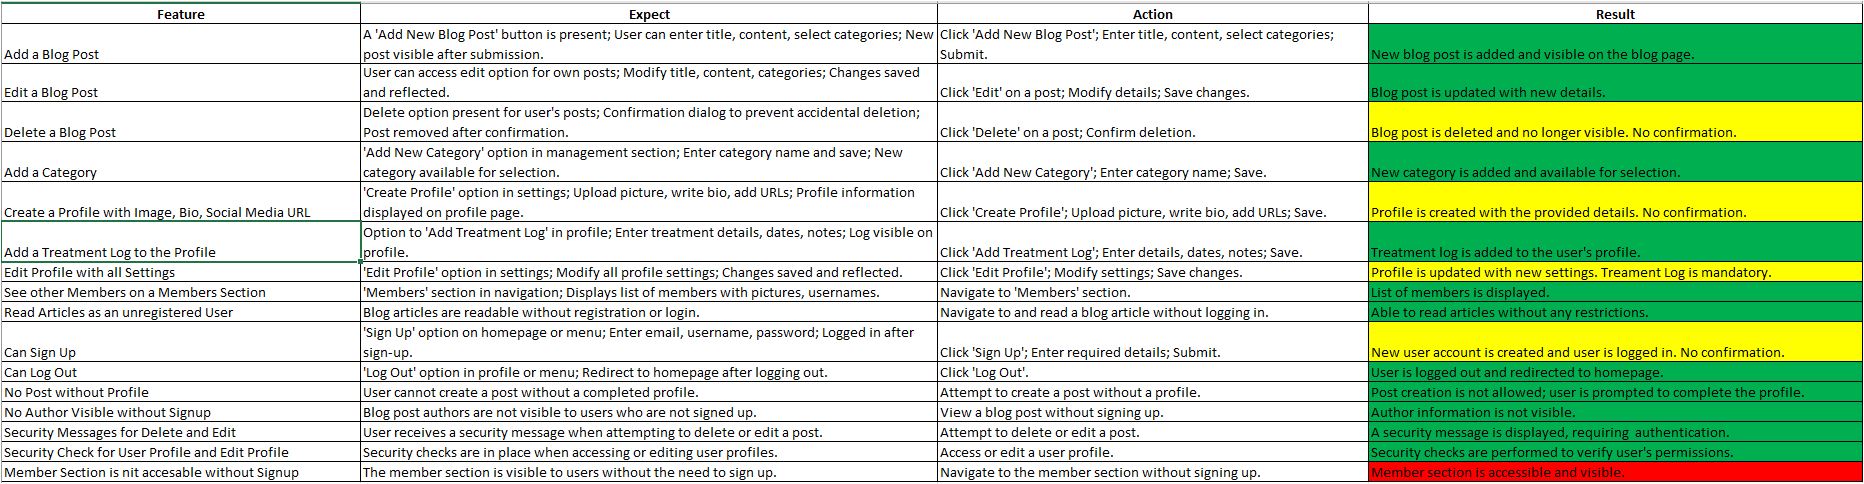 Feature Expect Action Result
A 'Add New Blog Post' button is present; User can enter title, content, select categories; New Click 'Add New Blog Post'; Enter title, content, select categories;
Add a Blog Post post visible after submission. Submit. New blog post is added and visible on the blog page.
User can access edit option for own posts; Modify title, content, categories; Changes saved
Edit a Blog Post and reflected. Click 'Edit' on a post; Modify details; Save changes. Blog post is updated with new details.
Delete option present for user's posts; Confirmation dialog to prevent accidental deletion;
Delete a Blog Post Post removed after confirmation. Click 'Delete' on a post; Confirm deletion. Blog post is deleted and no longer visible. No confirmation.
'Add New Category' option in management section; Enter category name and save; New
Add a Category category available for selection. Click 'Add New Category'; Enter category name; Save. New category is added and available for selection.
'Create Profile' option in settings; Upload picture, write bio, add URLs; Profile information
Create a Profile with Image, Bio, Social Media URL displayed on profile page. Click 'Create Profile'; Upload picture, write bio, add URLs; Save. Profile is created with the provided details. No confirmation.
Option to 'Add Treatment Log' in profile; Enter treatment details, dates, notes; Log visible on
Add a Treatment Log to the Profile profile. Click 'Add Treatment Log'; Enter details, dates, notes; Save. Treatment log is added to the user's profile.
Edit Profile with all Settings 'Edit Profile' option in settings; Modify all profile settings; Changes saved and reflected. Click 'Edit Profile'; Modify settings; Save changes. Profile is updated with new settings. Treament Log is mandatory.
See other Members on a Members Section 'Members' section in navigation; Displays list of members with pictures, usernames. Navigate to 'Members' section. List of members is displayed.
Read Articles as an unregistered User Blog articles are readable without registration or login. Navigate to and read a blog article without logging in. Able to read articles without any restrictions.
'Sign Up' option on homepage or menu; Enter email, username, password; Logged in after
Can Sign Up sign-up. Click 'Sign Up'; Enter required details; Submit. New user account is created and user is logged in. No confirmation.
Can Log Out 'Log Out' option in profile or menu; Redirect to homepage after logging out. Click 'Log Out'. User is logged out and redirected to homepage.
No Post without Profile User cannot create a post without a completed profile. Attempt to create a post without a profile. Post creation is not allowed; user is prompted to complete the profile.
No Author Visible without Signup Blog post authors are not visible to users who are not signed up. View a blog post without signing up. Author information is not visible.
Security Messages for Delete and Edit User receives a security message when attempting to delete or edit a post. Attempt to delete or edit a post. A security message is displayed, requiring authentication.
Security Check for User Profile and Edit Profile Security checks are in place when accessing or editing user profiles. Access or edit a user profile. Security checks are performed to verify user's permissions.
Member Section is nit accesable without Signup The member section is visible to users without the need to sign up. Navigate to the member section without signing up. Member section is accessible and visible.